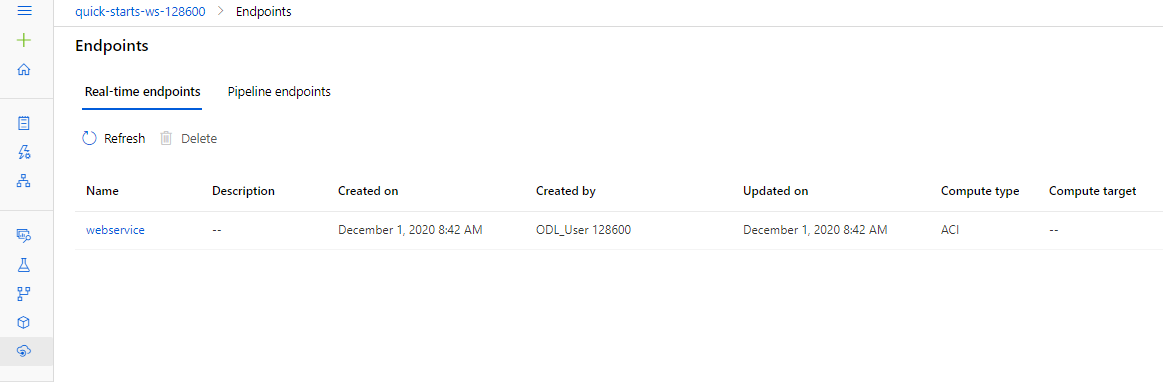 quick-starts-ws-128600 > Endpoints
Endpoints
Real-time endpoints Pipeline endpoints
Refresh Delete
Name Description Created on Created by Updated on Compute type Compute target
webservice -- December 1, 2020 8:42 AM ODL_User 128600 December 1, 2020 8:42 AM ACI --